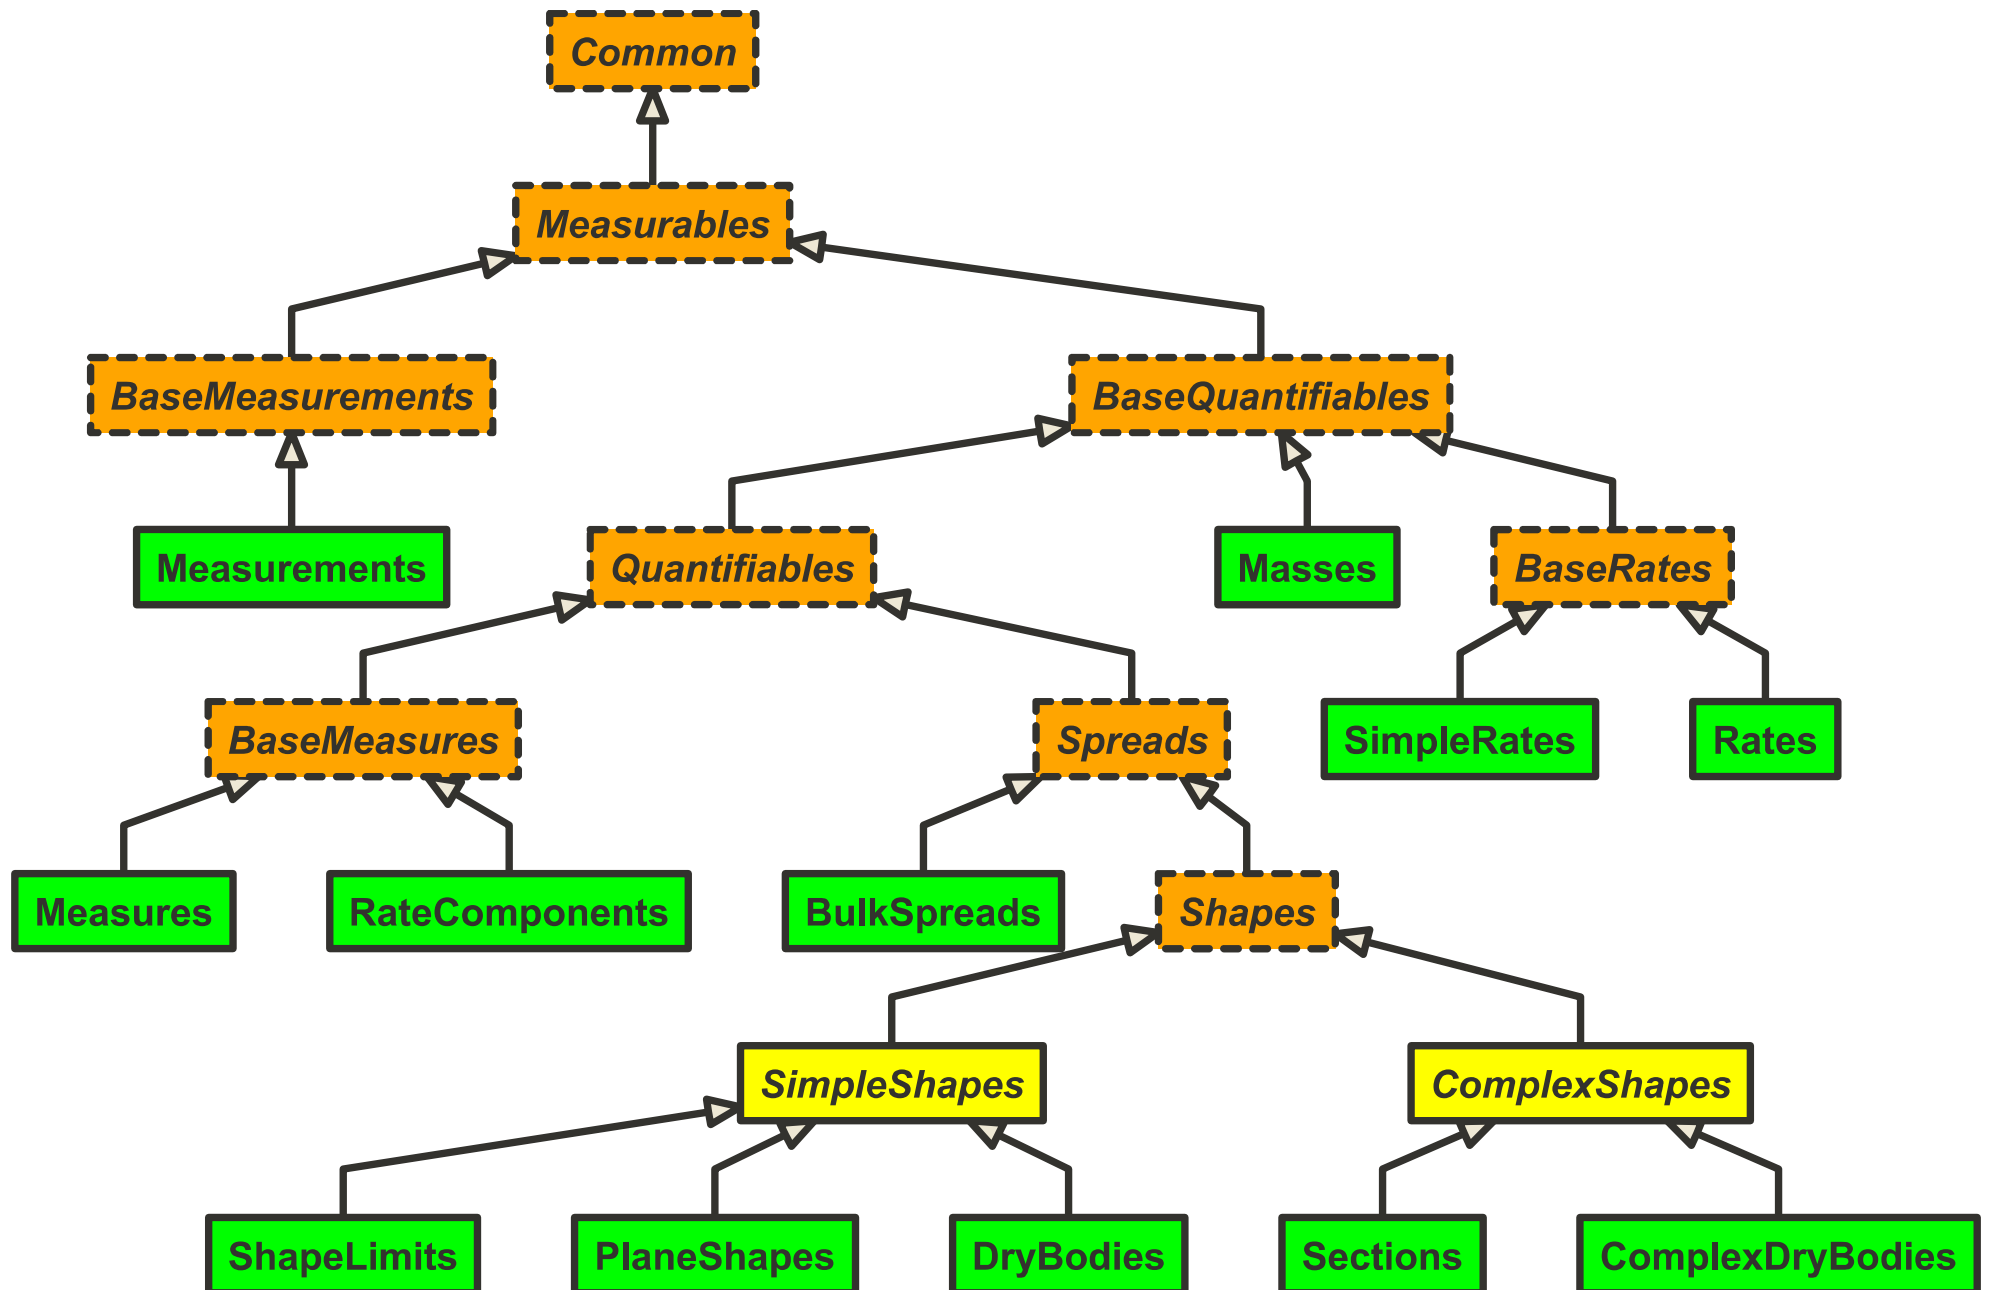 Common
Measurables
BaseMeasurements
BaseQuantifiables
Measurements
Quantifiables
Masses
BaseRates
BaseMeasures
Spreads
SimpleRates
Rates
Measures
RateComponents
BulkSpreads
Shapes
SimpleShapes
ComplexShapes
ShapeLimits
PlaneShapes
DryBodies
Sections
ComplexDryBodies